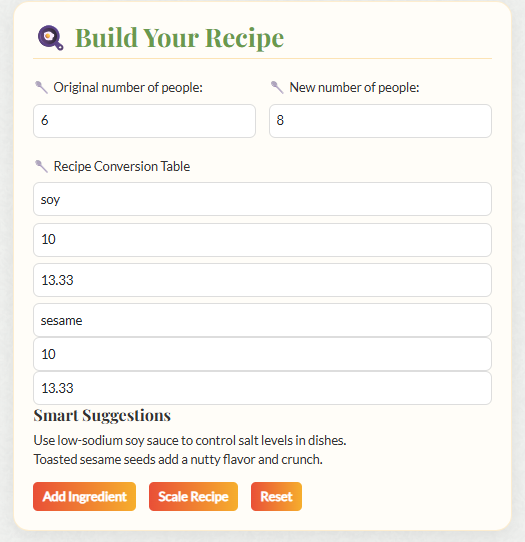 Build Your Recipe
Original number of people:
New number of people:
6
8
Recipe Conversion Table
soy
10
13.33
sesame
10
13.33
Smart Suggestions
Use low-sodium soy sauce to control salt levels in dishes.
Toasted sesame seeds add a nutty flavor and crunch.
Add Ingredient
Scale Recipe
Reset